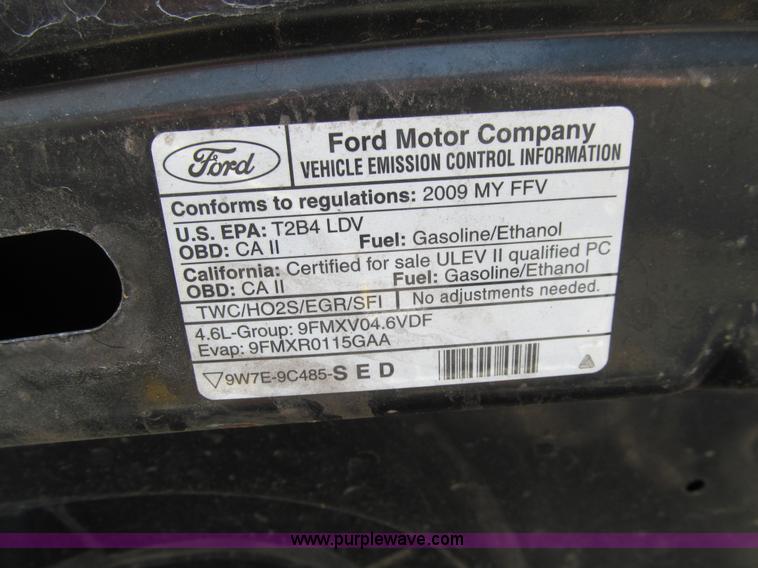 Ford
Ford Motor Company
VEHICLE EMISSION CONTROL INFORMATION
Conforms to regulations: 2009 MY FFV
U.S. EPA: T2B4 LDV
OBD: CA II Fuel: Gasoline/Ethanol
California: Certified for sale ULEV II qualified PC
OBD: CA II Fuel: Gasoline/Ethanol
TWC/HO2S/EGR/SFI No adjustments needed.
4.6L-Group: 9FMXV04.6VDF
Evap: 9FMXR0115GAA
9W7E-9C485-SED
www.purplewave.com